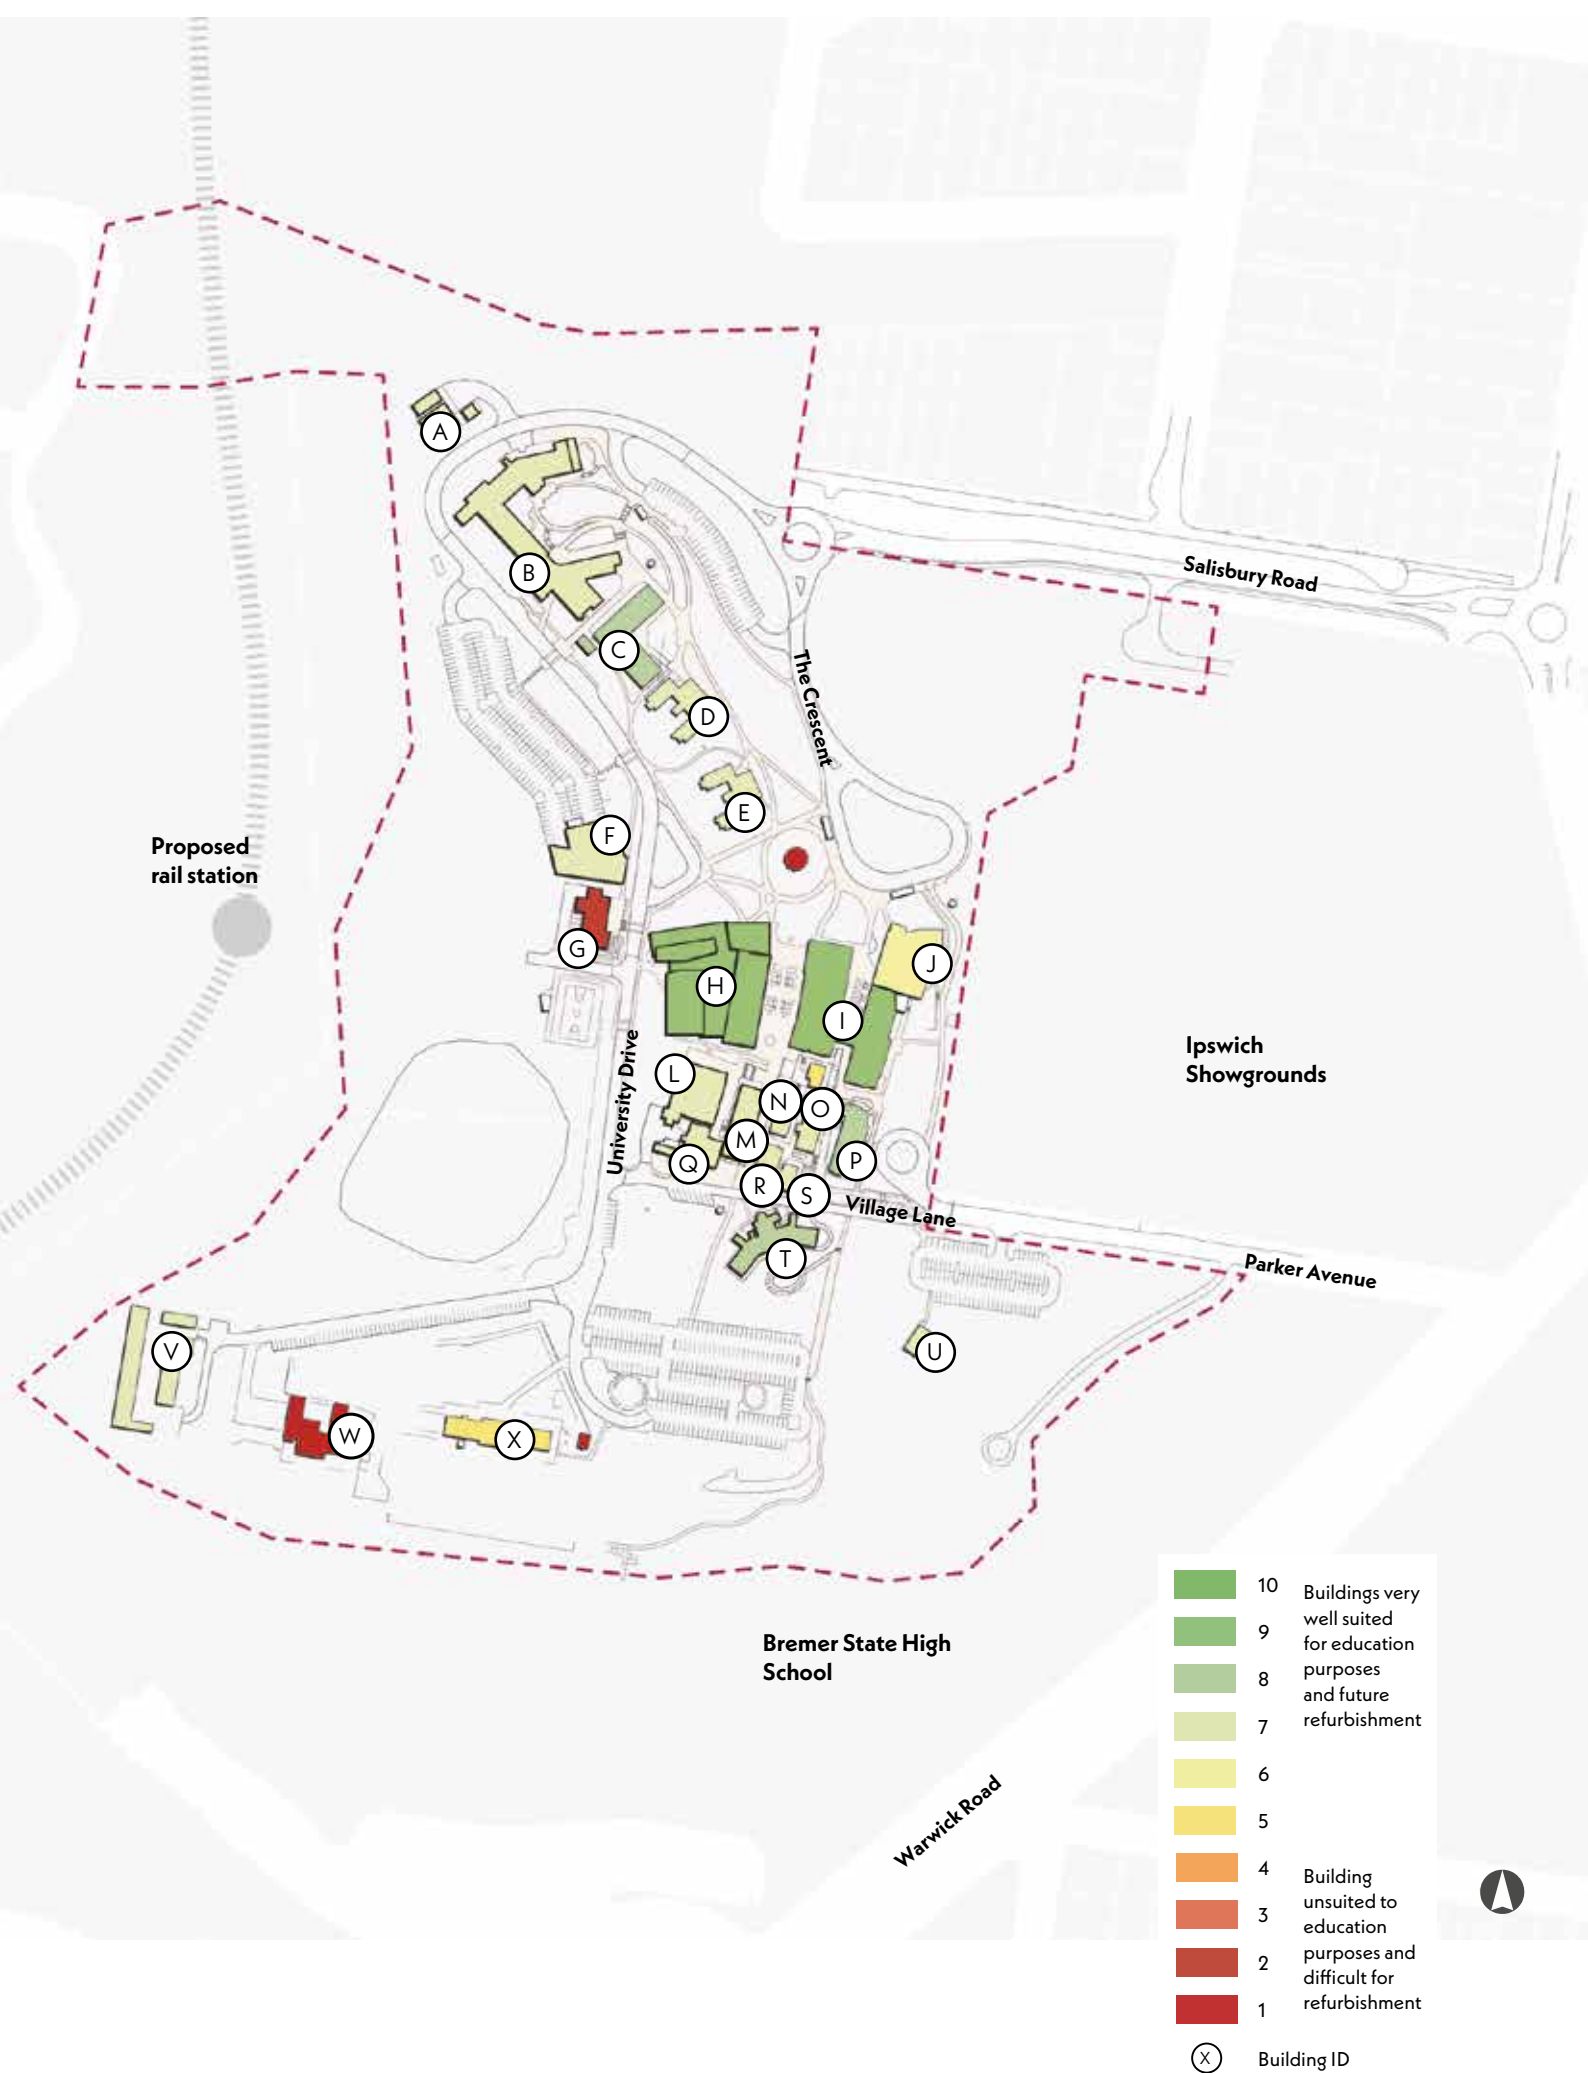 A
B
Salisbury Road
C
The Crescent
D
E
F
Proposed
rail station
G
J
H
I
Ipswich
Showgrounds
University Drive
L
N
O
M
P
Q
R
S
Village Lane
T
Parker Avenue
V
U
W
X
10
Buildings very
well suited
for education
purposes
and future
refurbishment
9
8
7
6
5
4
Building
unsuited to
education
purposes and
difficult for
refurbishment
3
2
1
X
Building ID
Bremer State High
School
Warwick Road